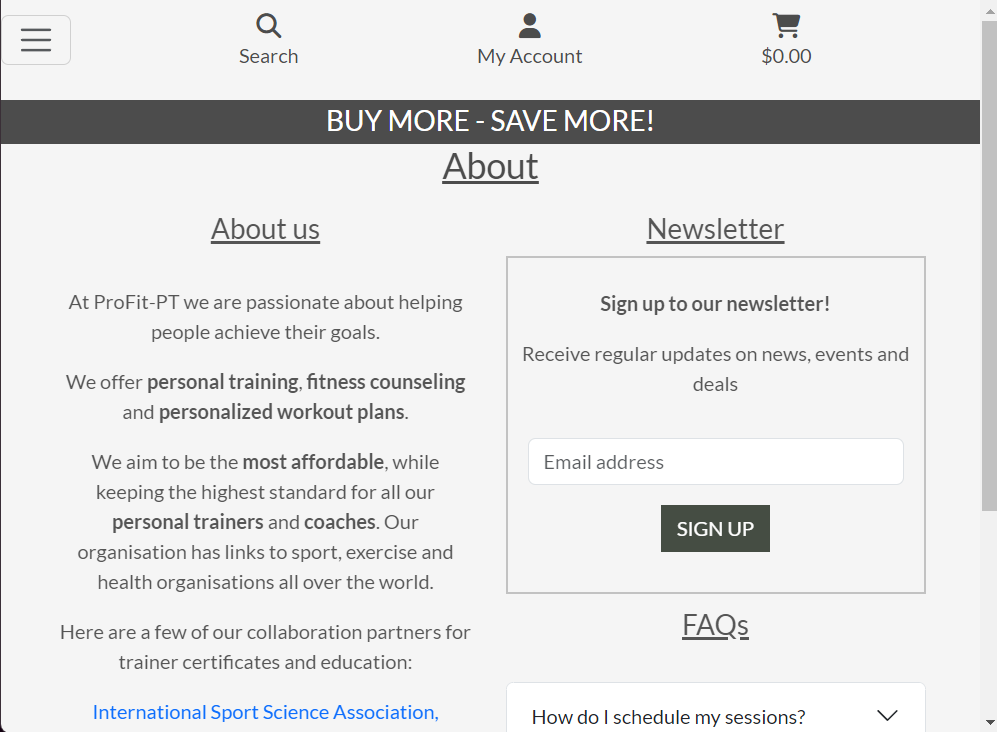 Search
My Account
$0.00
BUY MORE - SAVE MORE!
About
About us
At ProFit-PT we are passionate about helping
people achieve their goals.
We offer personal training, fitness counseling
and personalized workout plans.
We aim to be the most affordable, while
keeping the highest standard for all our
personal trainers and coaches. Our
organisation has links to sport, exercise and
health organisations all over the world.
Here are a few of our collaboration partners for
trainer certificates and education:
International Sport Science Association,
Newsletter
Sign up to our newsletter!
Receive regular updates on news, events and
deals
Email address
SIGN UP
FAQs
How do I schedule my sessions?